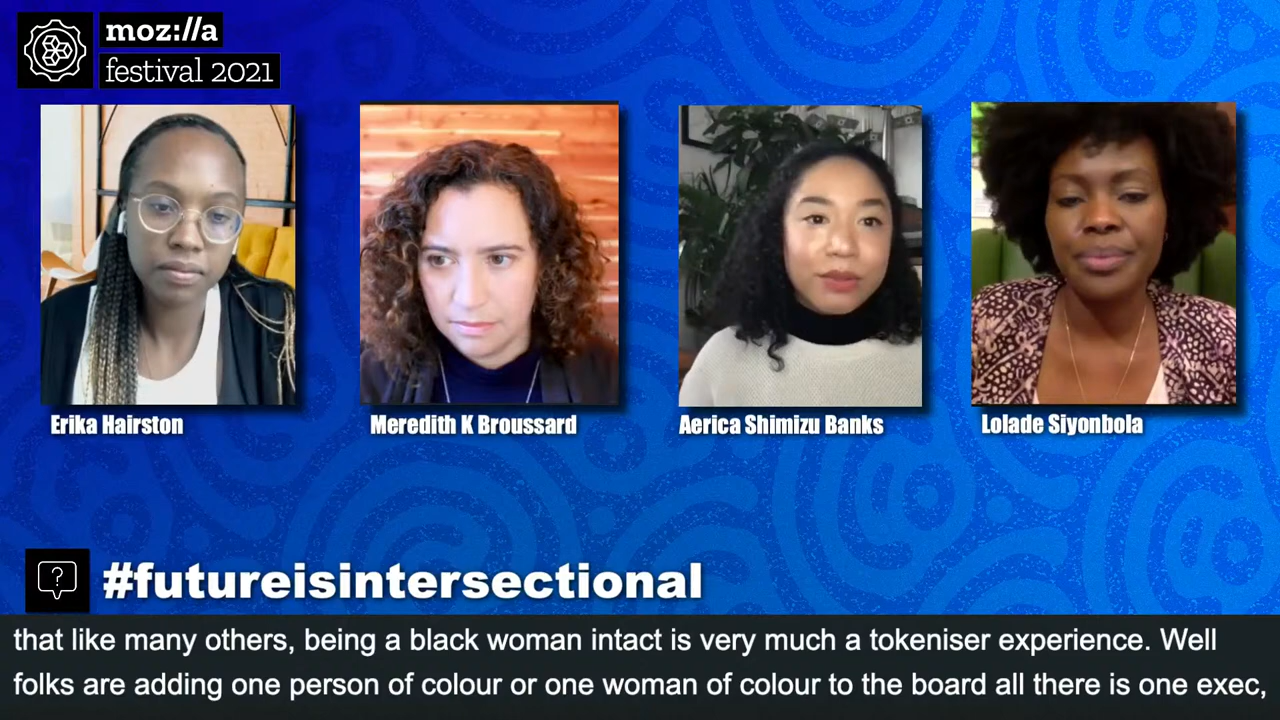 moz://a
festival 2021
Erika Hairston
Meredith K Broussard
Aerica Shimizu Banks
Lolade Siyonbola
?
#futureisintersectional
that like many others, being a black woman intact is very much a tokeniser experience. Well
folks are adding one person of colour or one woman of colour to the board all there is one exec,